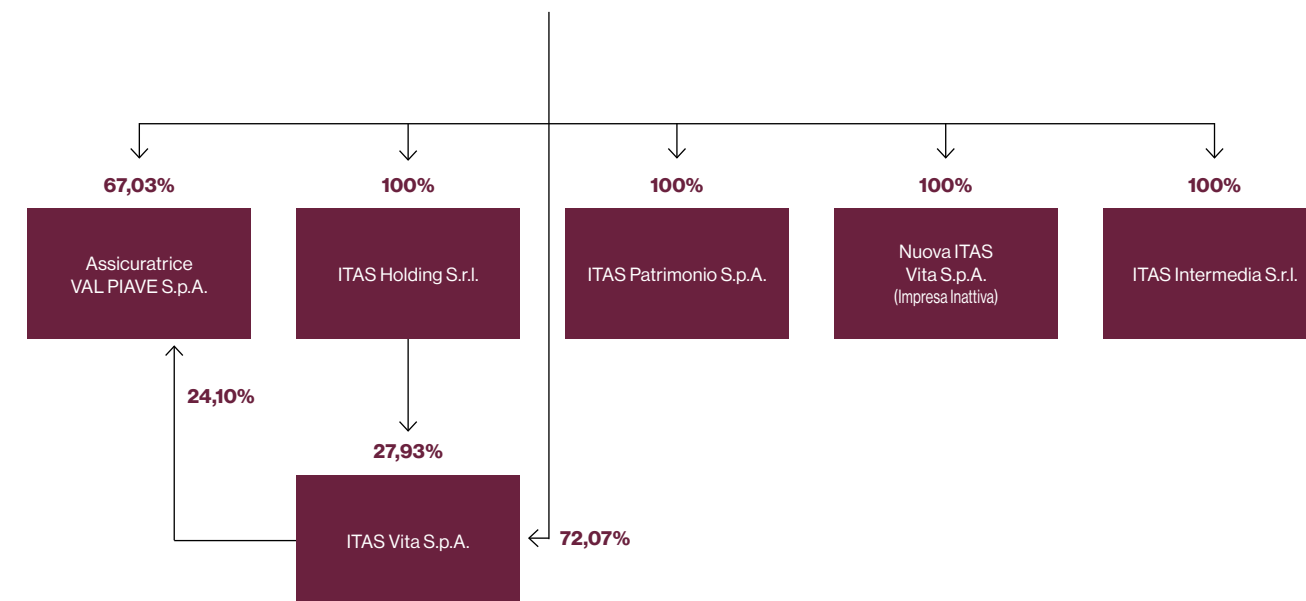 67,03%
100%
100%
100%
100%
Assicuratrice
VAL PIAVE S.p.A.
ITAS Holding S.r.l.
ITAS Patrimonio S.p.A.
Nuova ITAS
Vita S.p.A.
(Impresa Inattiva)
ITAS Intermedia S.r.l.
24,10%
27,93%
ITAS Vita S.p.A.
72,07%